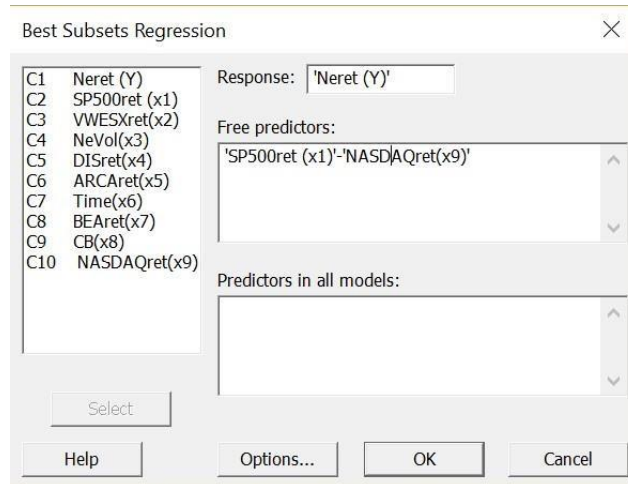 Best Subsets Regression
C1 Neret (Y)
C2 SP500ret (x1)
C3 VWESXret(x2)
C4 NeVol(x3)
C5 DISret(x4)
C6 ARCAret(x5)
C7 Time(x6)
C8 BEAret(x7)
C9 CB(x8)
C10 NASDAQret(x9)
Response: 'Neret (Y)'
Free predictors:
'SP500ret (x1)'-'NASDAQret(x9)'
Predictors in all models:
Select
Help Options... OK Cancel